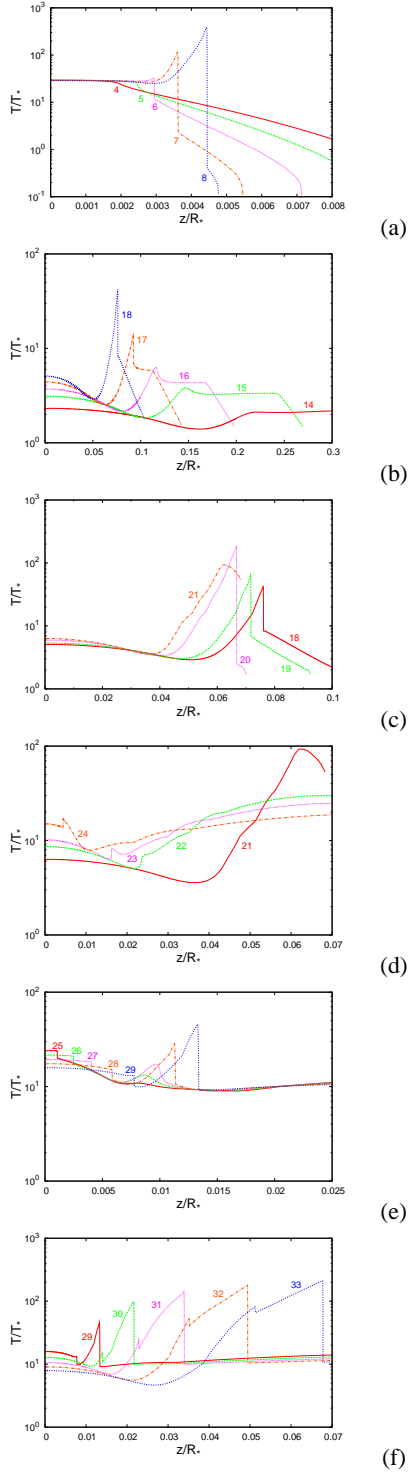 10³
10²
10¹
10⁰
10⁻¹
T/T*
4
5
6
7
8
0 0.001 0.002 0.003 0.004 0.005 0.006 0.007 0.008
z/R*
(a)
10²
10¹
10⁰
T/T*
18
17
16
15
14
0 0.05 0.1 0.15 0.2 0.25 0.3
z/R*
(b)
10³
10²
10¹
10⁰
T/T*
21
20
19
18
0 0.02 0.04 0.06 0.08 0.1
z/R*
(c)
10²
10¹
10⁰
T/T*
24
23
22
21
0 0.01 0.02 0.03 0.04 0.05 0.06 0.07
z/R*
(d)
10²
10¹
10⁰
T/T*
25
26
27
28
29
0 0.005 0.01 0.015 0.02 0.025
z/R*
(e)
10³
10²
10¹
10⁰
T/T*
29
30
31
32
33
0 0.01 0.02 0.03 0.04 0.05 0.06 0.07
z/R*
(f)